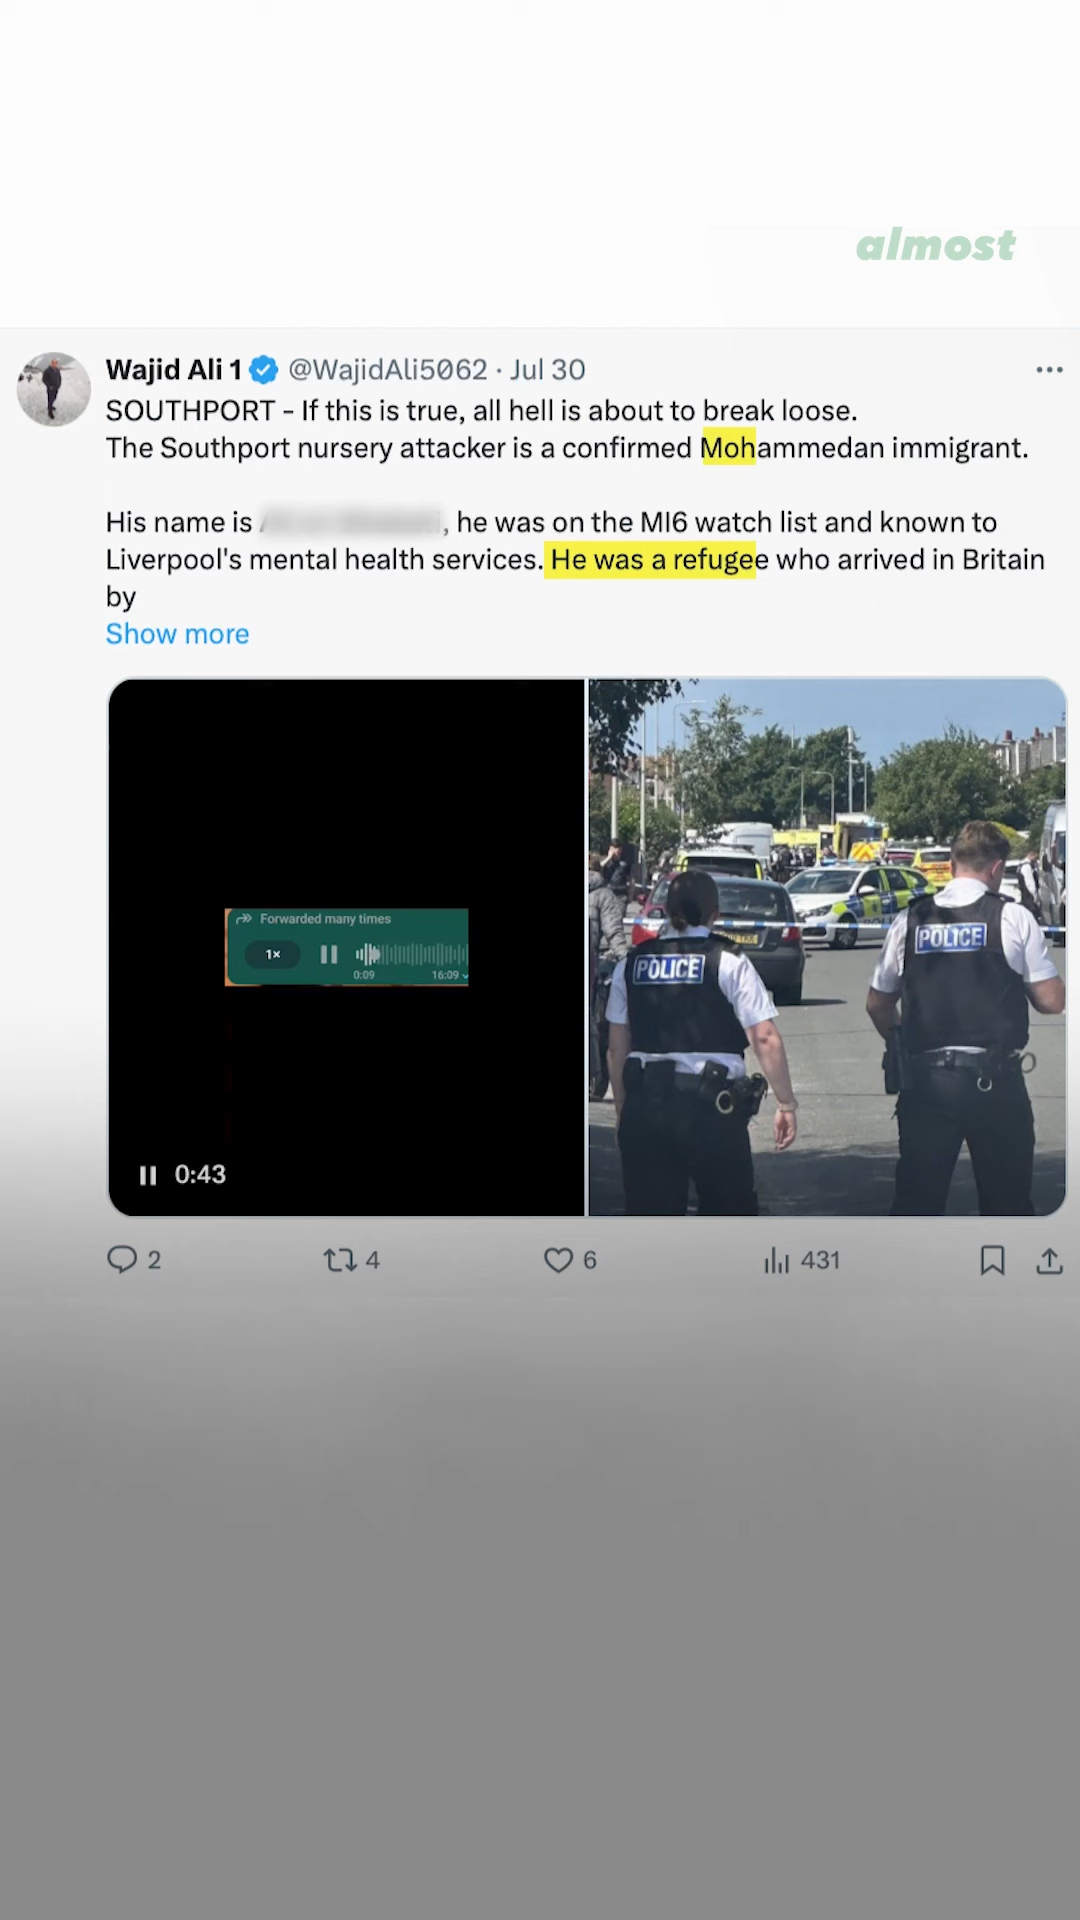 almost
Wajid Ali 1 @WajidAli5062 · Jul 30
SOUTHPORT - If this is true, all hell is about to break loose.
The Southport nursery attacker is a confirmed Mohammedan immigrant.
His name is , he was on the MI6 watch list and known to
Liverpool's mental health services. He was a refugee who arrived in Britain
by
Show more
Forwarded many times
1×
0:09 16:09
0:43
POLICE
POLICE
2 4 6 431